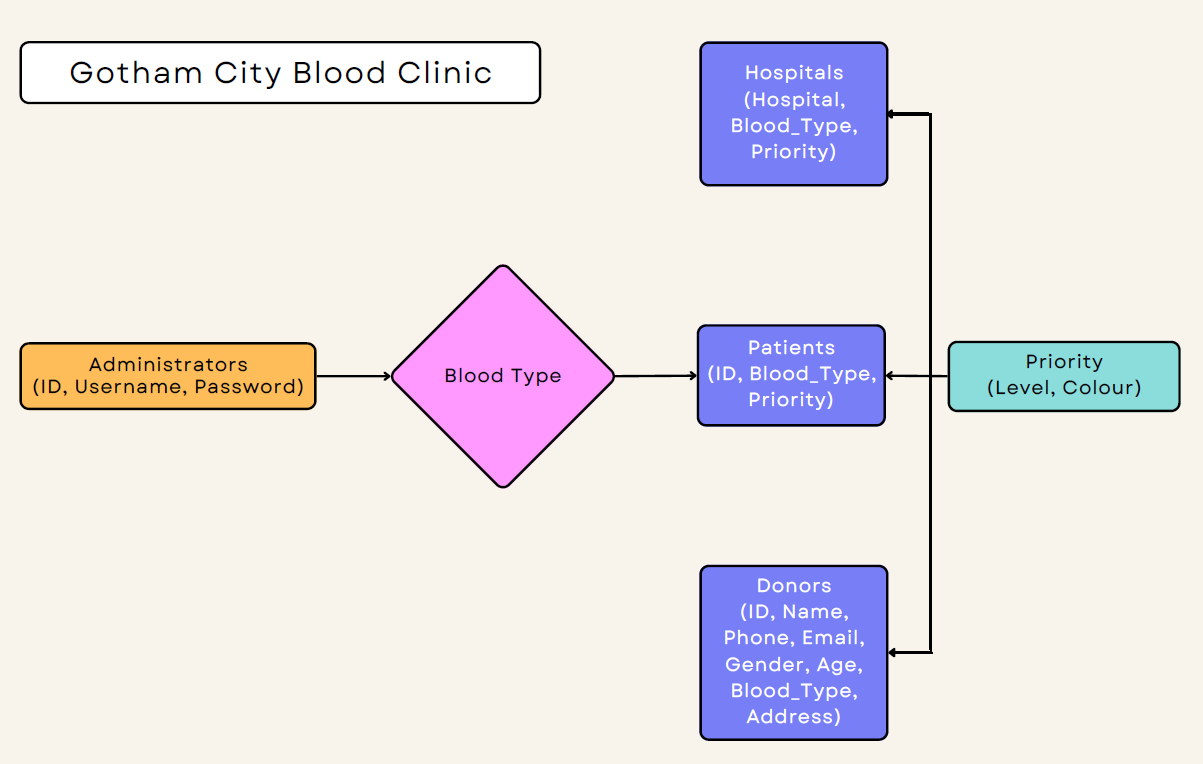 Gotham City Blood Clinic
Hospitals
(Hospital,
Blood_Type,
Priority)
Administrators
(ID, Username, Password)
Blood Type
Patients
(ID, Blood_Type,
Priority)
Priority
(Level, Colour)
Donors
(ID, Name,
Phone, Email,
Gender, Age,
Blood_Type,
Address)